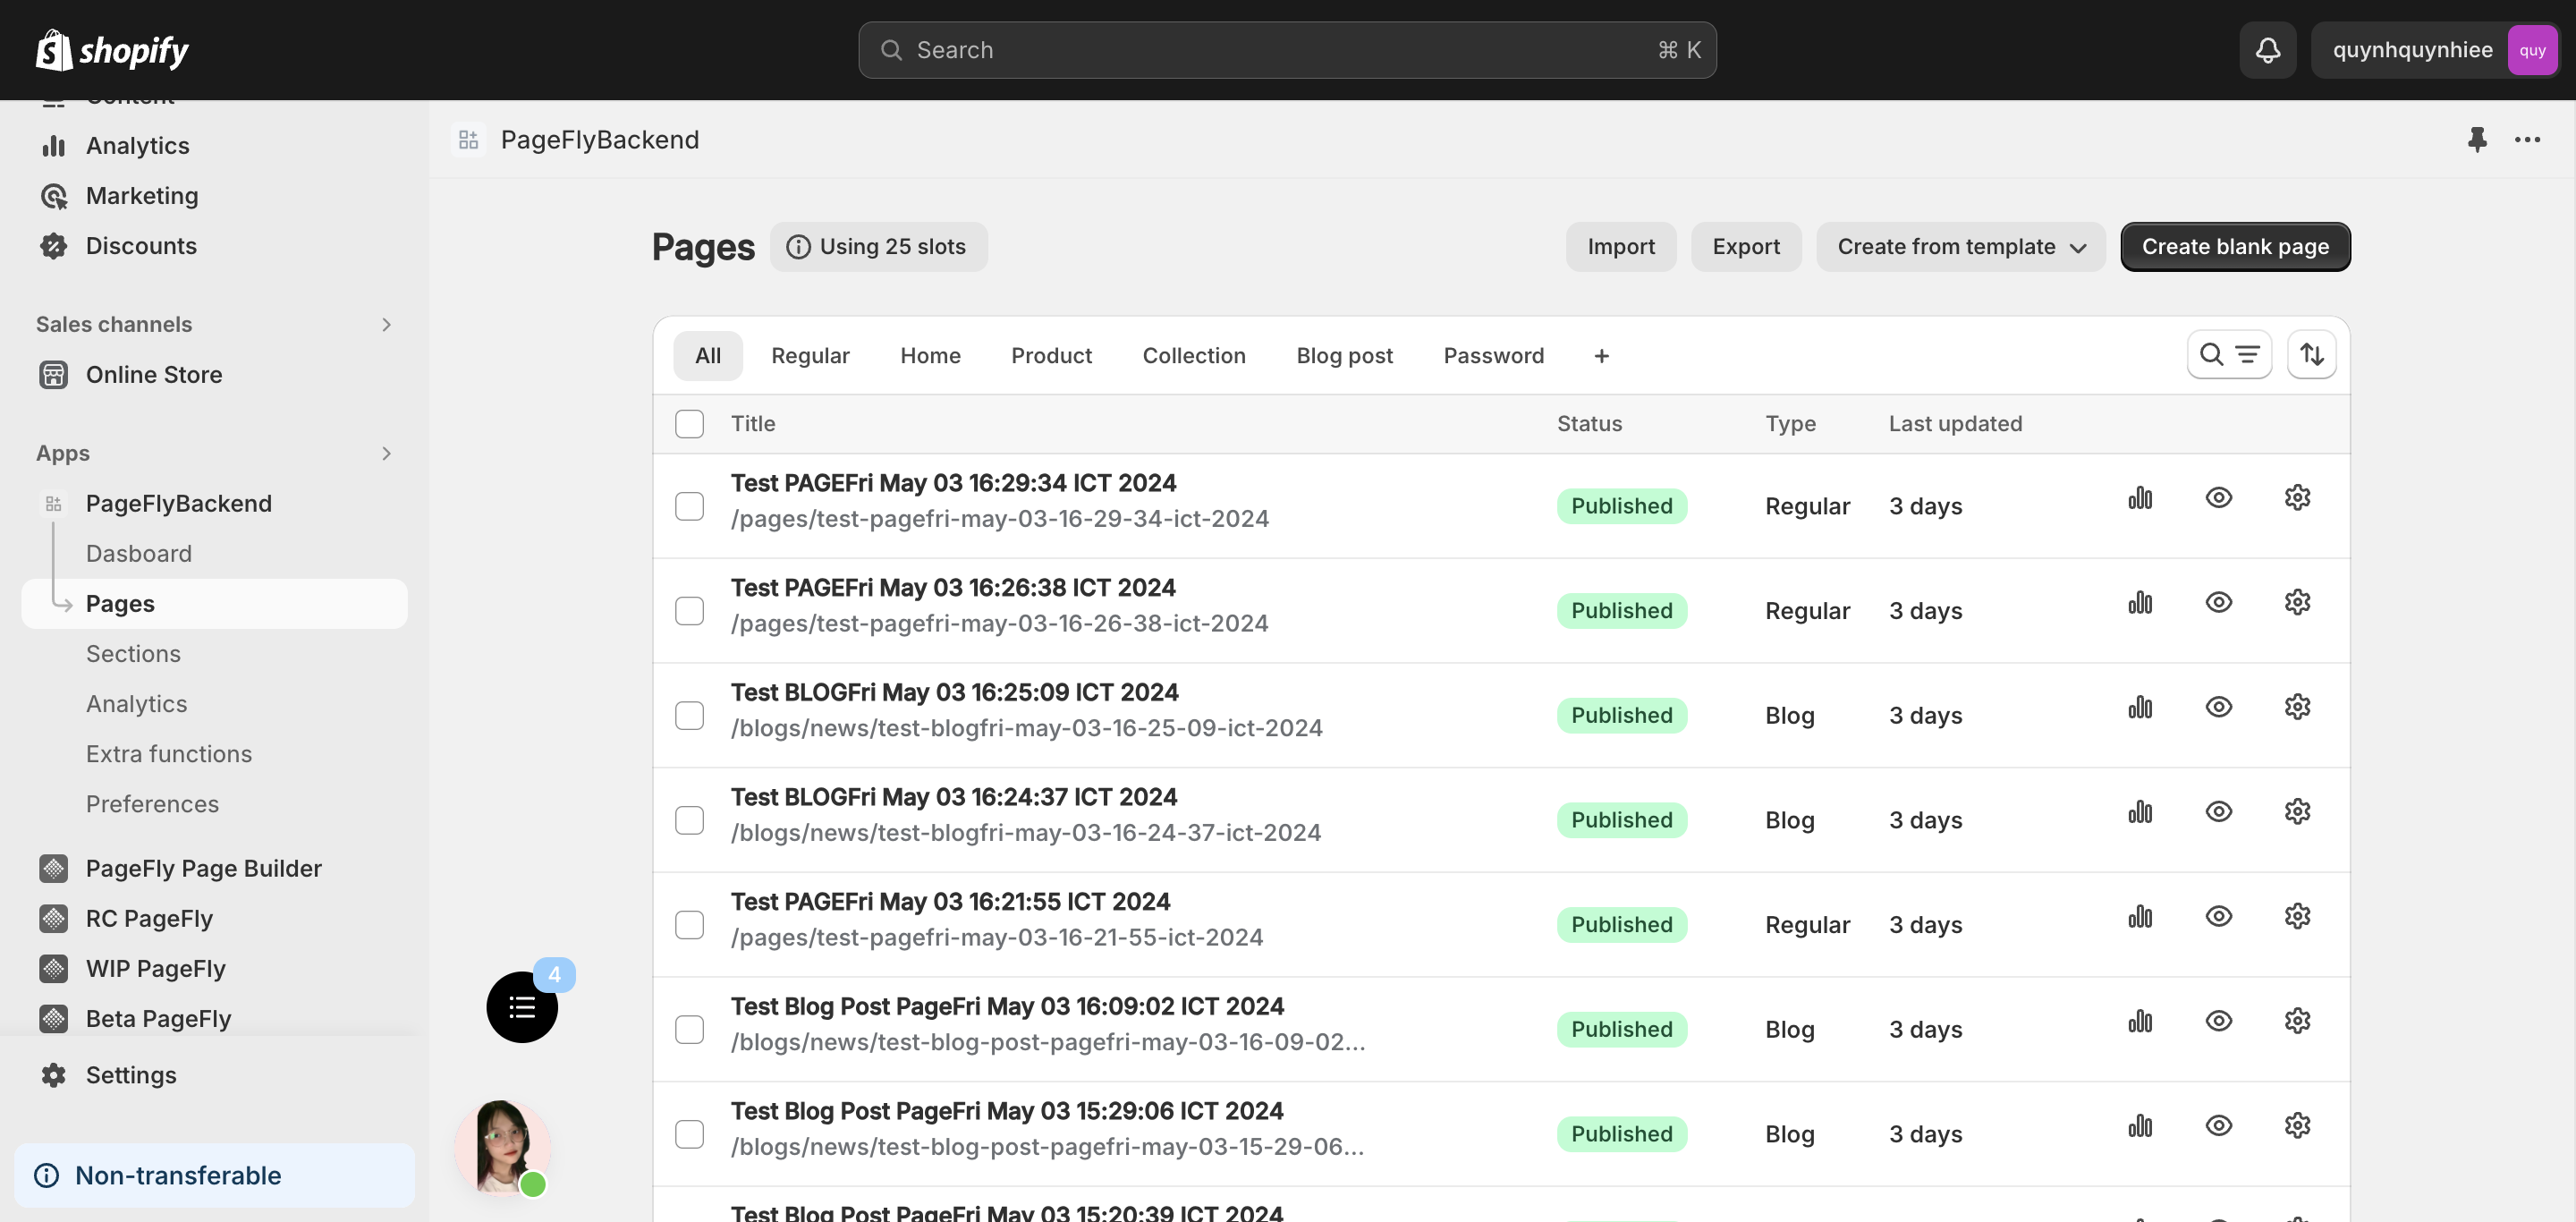 shopify
Search
⌘ K
quynhquynhiee
quy
Content
Analytics
Marketing
Discounts
Sales channels
Online Store
Apps
PageFlyBackend
Dasboard
Pages
Sections
Analytics
Extra functions
Preferences
PageFly Page Builder
RC PageFly
WIP PageFly
Beta PageFly
Settings
Non-transferable
PageFlyBackend
Pages
Using 25 slots
Import
Export
Create from template
Create blank page
All
Regular
Home
Product
Collection
Blog post
Password
+
Title
Status
Type
Last updated
Test PAGEFri May 03 16:29:34 ICT 2024
/pages/test-pagefri-may-03-16-29-34-ict-2024
Published
Regular
3 days
Test PAGEFri May 03 16:26:38 ICT 2024
/pages/test-pagefri-may-03-16-26-38-ict-2024
Published
Regular
3 days
Test BLOGFri May 03 16:25:09 ICT 2024
/blogs/news/test-blogfri-may-03-16-25-09-ict-2024
Published
Blog
3 days
Test BLOGFri May 03 16:24:37 ICT 2024
/blogs/news/test-blogfri-may-03-16-24-37-ict-2024
Published
Blog
3 days
Test PAGEFri May 03 16:21:55 ICT 2024
/pages/test-pagefri-may-03-16-21-55-ict-2024
Published
Regular
3 days
Test Blog Post PageFri May 03 16:09:02 ICT 2024
/blogs/news/test-blog-post-pagefri-may-03-16-09-02...
Published
Blog
3 days
Test Blog Post PageFri May 03 15:29:06 ICT 2024
/blogs/news/test-blog-post-pagefri-may-03-15-29-06...
Published
Blog
3 days
Test Blog Post PageFri May 03 15:20:39 ICT 2024
4